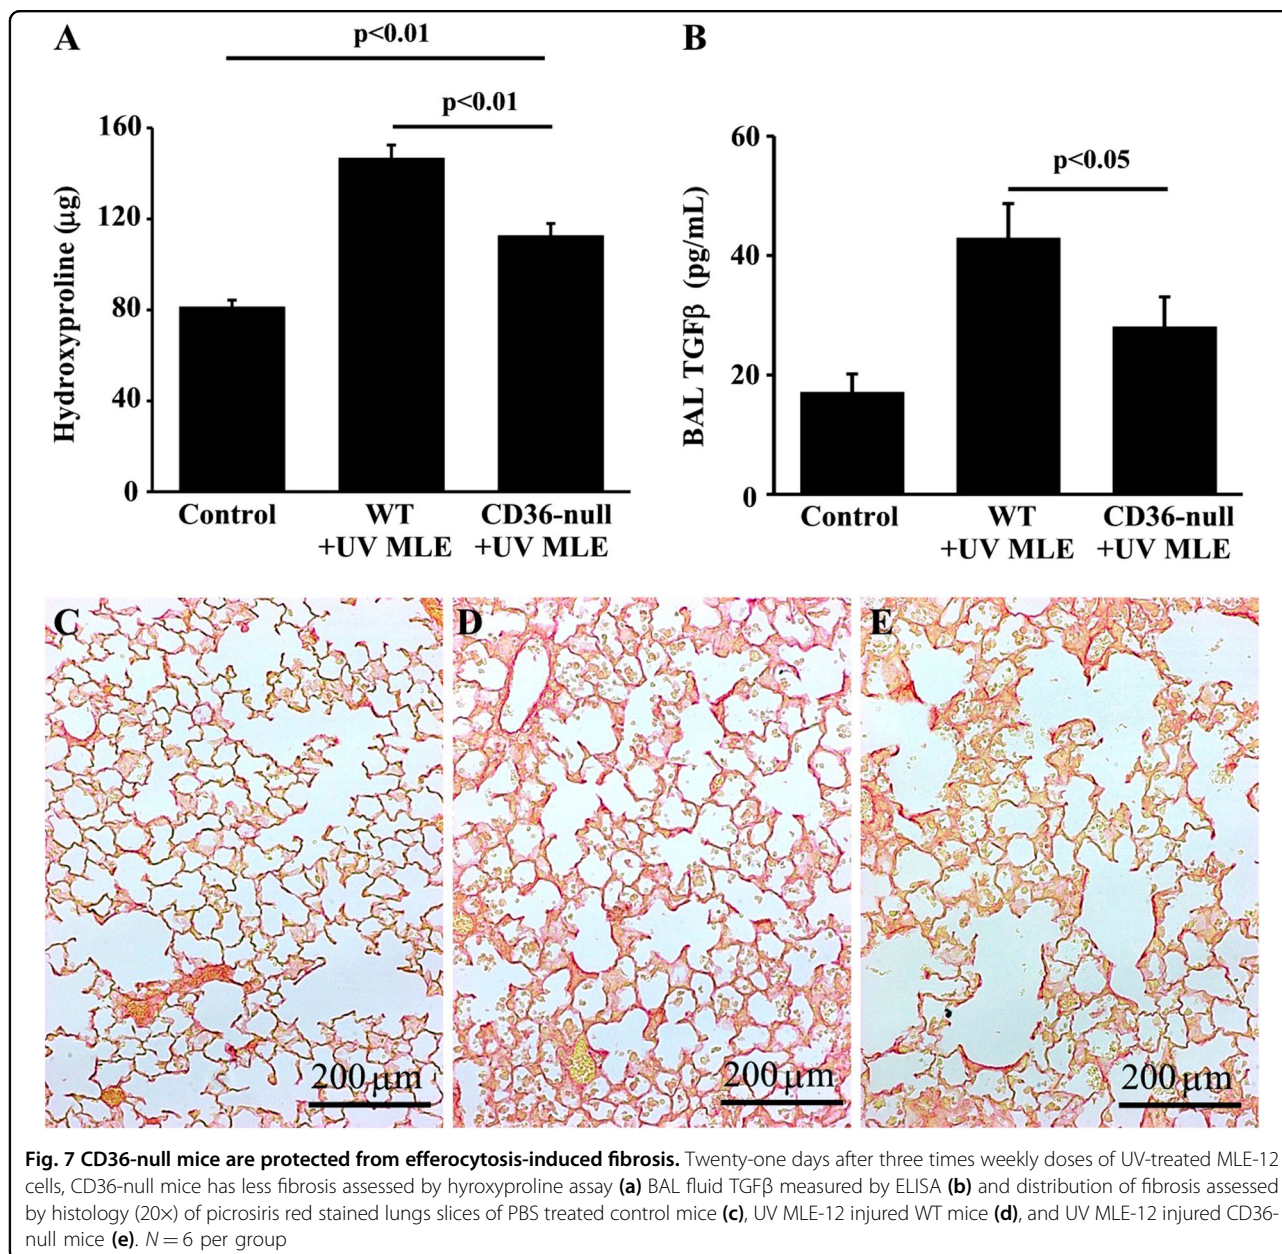 A
p<0.01
p<0.01
160
120
80
40
0
Hydroxyproline (μg)
Control
WT
+UV MLE
CD36-null
+UV MLE
B
p<0.05
60
40
20
0
BAL TGFβ (pg/mL)
Control
WT
+UV MLE
CD36-null
+UV MLE
C
200 μm
D
200 μm
E
200 μm
Fig. 7 CD36-null mice are protected from efferocytosis-induced fibrosis. Twenty-one days after three times weekly doses of UV-treated MLE-12
cells, CD36-null mice has less fibrosis assessed by hyroxyproline assay (a) BAL fluid TGFβ measured by ELISA (b) and distribution of fibrosis assessed
by histology (20×) of picrosiris red stained lungs slices of PBS treated control mice (c), UV MLE-12 injured WT mice (d), and UV MLE-12 injured CD36-
null mice (e). N = 6 per group